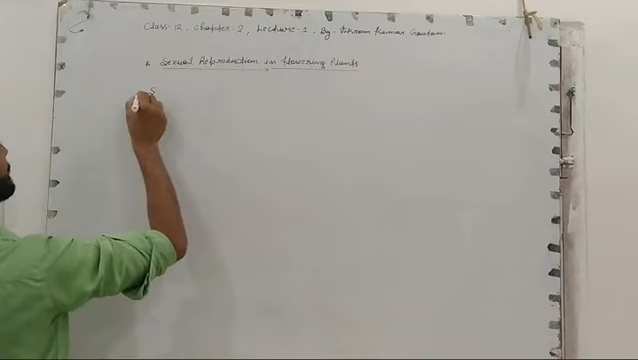 Class-12, Chapter-2, Lecture-1, By- Vikram Kumar Gautam
* Sexual Reproduction in flowering Plants
S